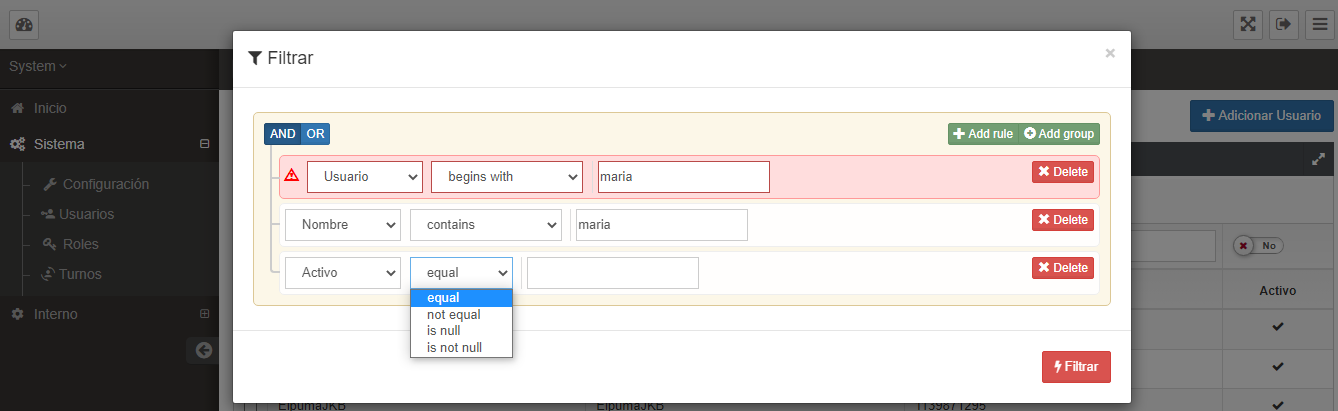 Filtrar
×
System
Inicio
Adicionar Usuario
AND OR
Add rule Add group
Sistema
Usuario begins with maria Delete
Configuración
Usuarios
Nombre contains maria Delete
Roles
No
Turnos
Activo equal Delete
equal
not equal
is null
is not null
Activo
Interno
Filtrar
ElpumaJKB ElpumaJKB 1139871295